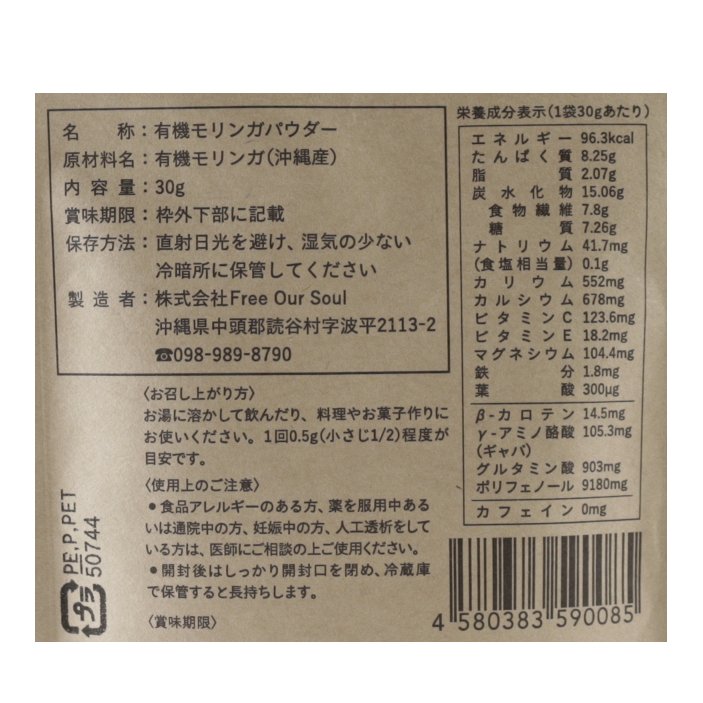 名称：有機モリンガパウダー
原材料名：有機モリンガ(沖縄産)
内容量：30g
賞味期限：枠外下部に記載
保存方法：直射日光を避け、湿気の少ない
冷暗所に保管してください
製造者：株式会社Free Our Soul
沖縄県中頭郡読谷村字波平2113-2
☎098-989-8790
〈お召し上がり方〉
お湯に溶かして飲んだり、料理やお菓子作りに
お使いください。1回0.5g(小さじ1/2)程度が
目安です。
〈使用上のご注意〉
●食品アレルギーのある方、薬を服用中ある
いは通院中の方、妊娠中の方、人工透析をして
いる方は、医師にご相談の上ご使用ください。
●開封後はしっかり開封口を閉め、冷蔵庫
で保管すると長持ちします。
〈賞味期限〉
PE,P,PET
50744
プラ
栄養成分表示(1袋30gあたり)
エネルギー 96.3kcal
たんぱく質 8.25g
脂質 2.07g
炭水化物 15.06g
食物繊維 7.8g
糖質 7.26g
ナトリウム 41.7mg
(食塩相当量) 0.1g
カリウム 552mg
カルシウム 678mg
ビタミンC 123.6mg
ビタミンE 18.2mg
マグネシウム 104.4mg
鉄分 1.8mg
葉酸 300μg
β-カロテン 14.5mg
γ-アミノ酪酸 105.3mg
(ギャバ)
グルタミン酸 903mg
ポリフェノール 9180mg
カフェイン 0mg
4 580383 590085